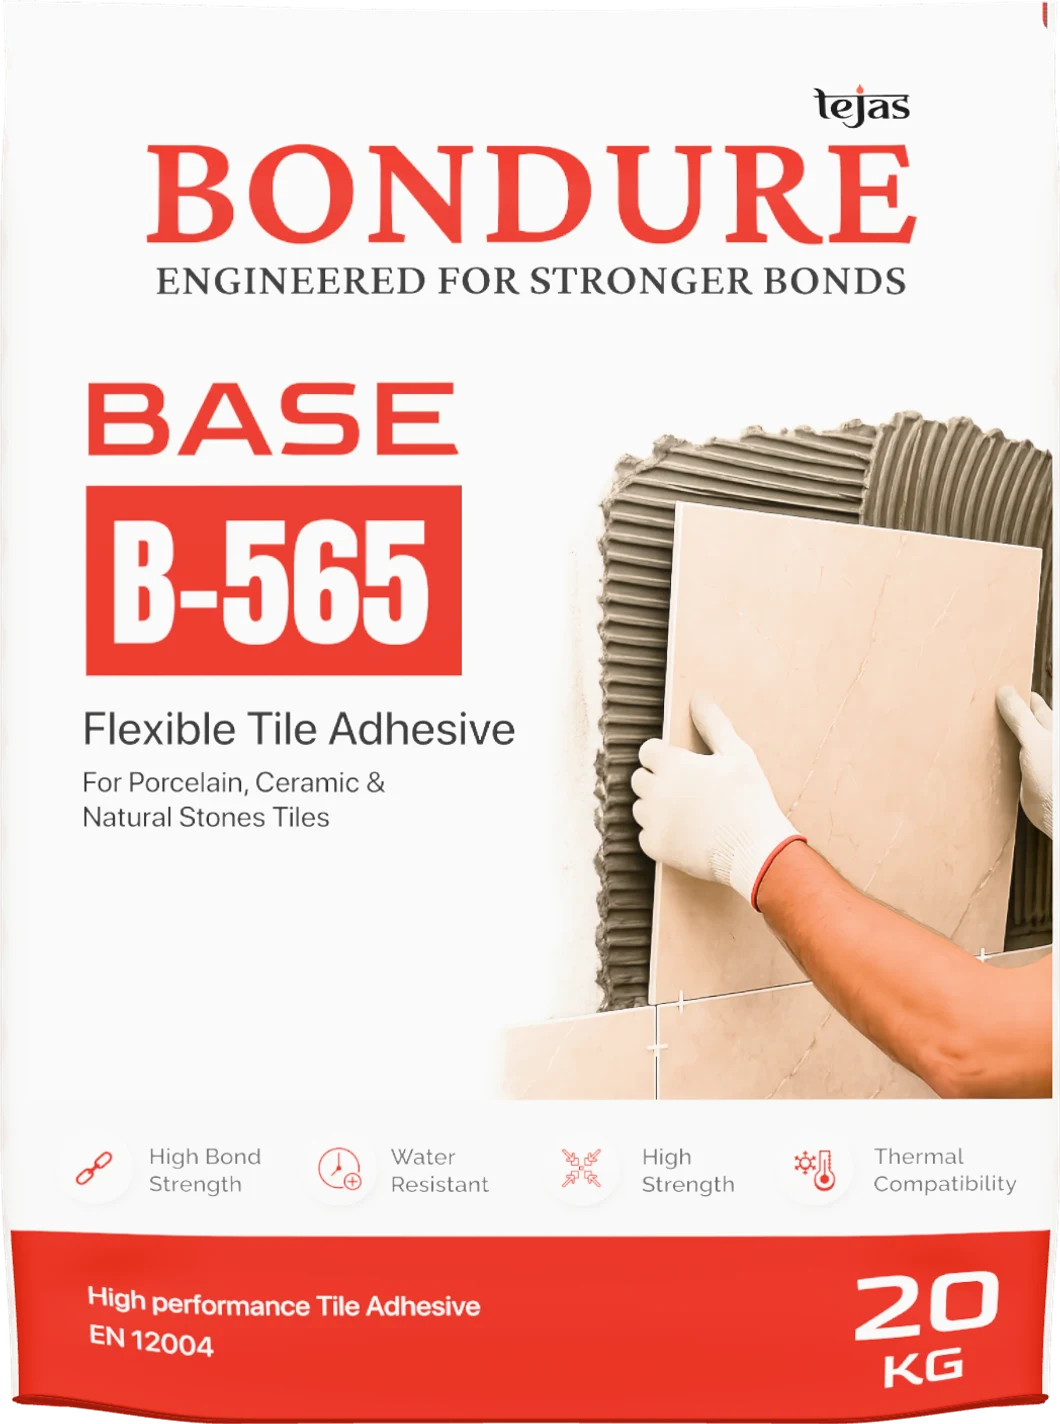 tejas
BONDURE
ENGINEERED FOR STRONGER BONDS
BASE
B-565
Flexible Tile Adhesive
For Porcelain, Ceramic &
Natural Stones Tiles
High Bond
Strength
Water
Resistant
High
Strength
Thermal
Compatibility
High performance Tile Adhesive
EN 12004
20
KG